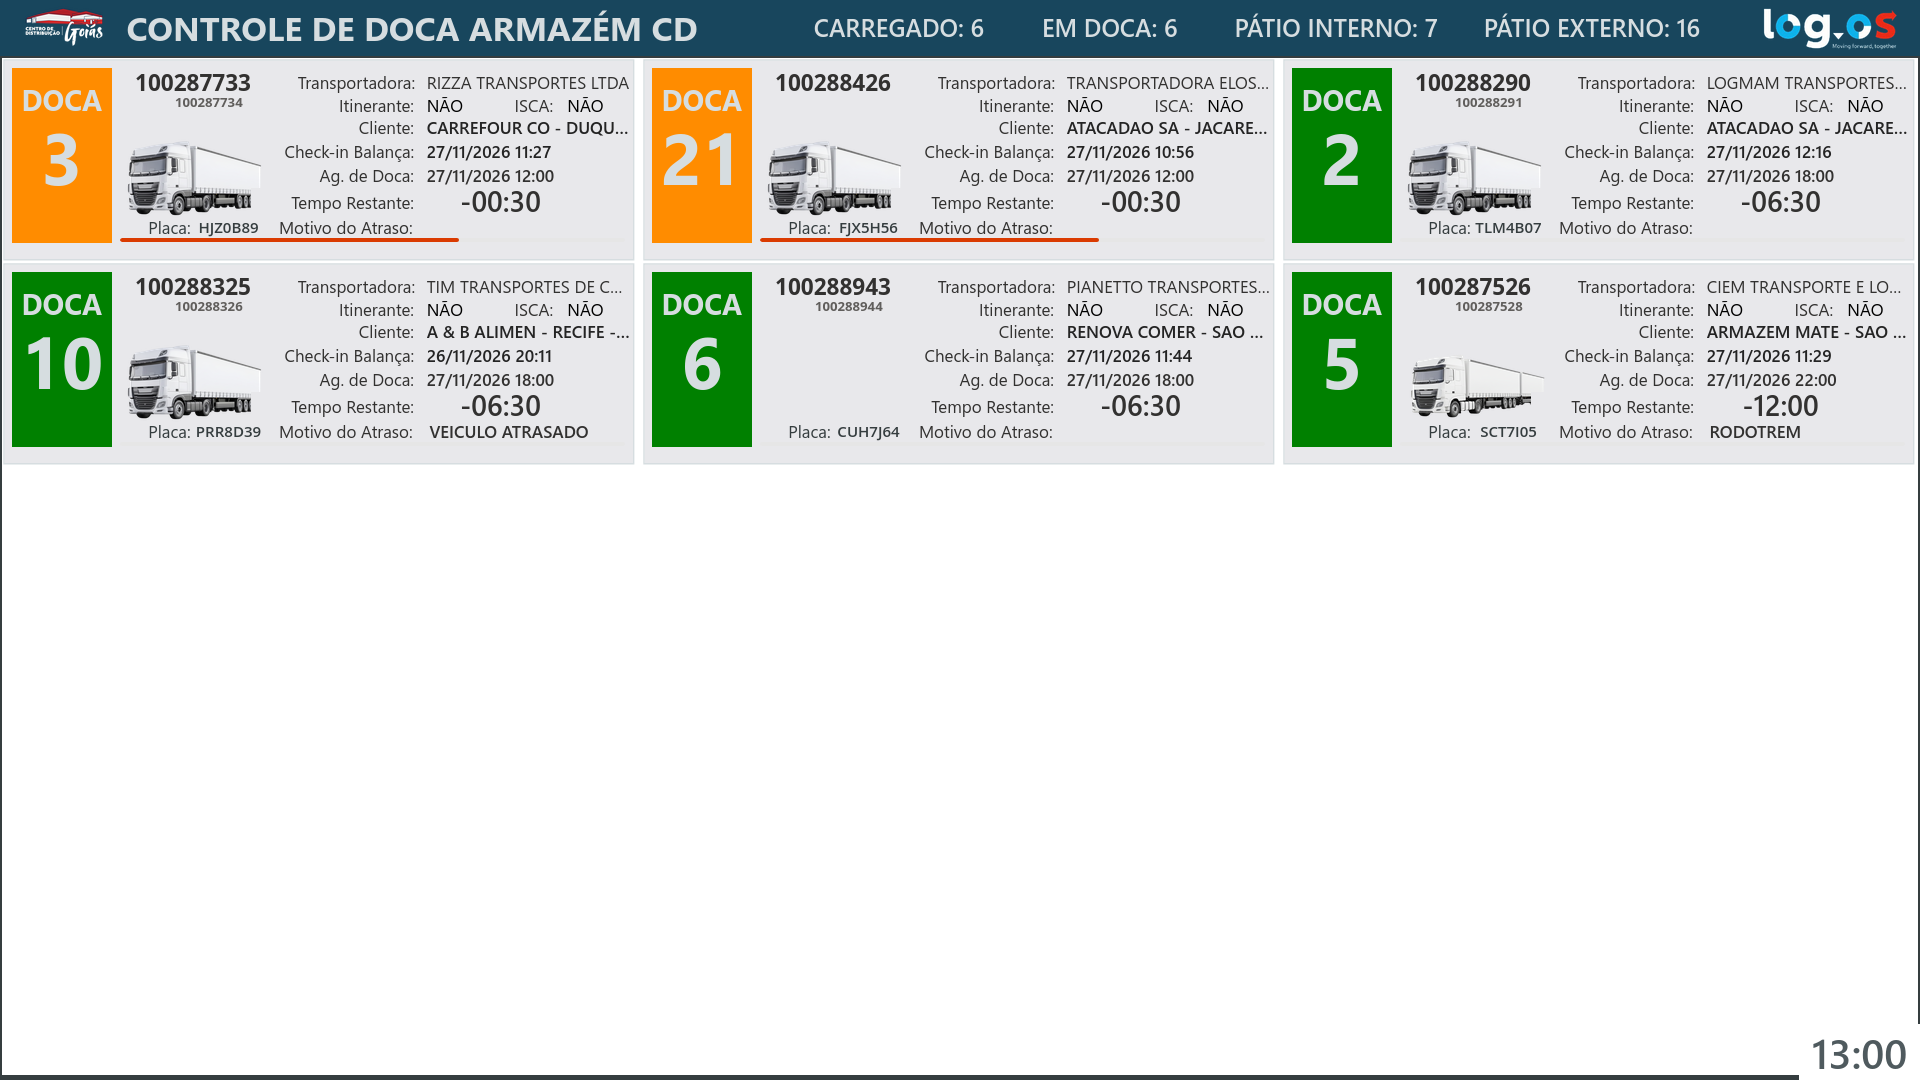 CENTRO DE DISTRIBUIÇÃO Goiás
CONTROLE DE DOCA ARMAZÉM CD
CARREGADO: 6
EM DOCA: 6
PÁTIO INTERNO: 7
PÁTIO EXTERNO: 16
log.os
Moving forward, together
DOCA
3
100287733
100287734
Placa: HJZ0B89
Transportadora: RIZZA TRANSPORTES LTDA
Itinerante: NÃO ISCA: NÃO
Cliente: CARREFOUR CO - DUQU...
Check-in Balança: 27/11/2026 11:27
Ag. de Doca: 27/11/2026 12:00
Tempo Restante: -00:30
Motivo do Atraso:
DOCA
21
100288426
Placa: FJX5H56
Transportadora: TRANSPORTADORA ELOS...
Itinerante: NÃO ISCA: NÃO
Cliente: ATACADAO SA - JACARE...
Check-in Balança: 27/11/2026 10:56
Ag. de Doca: 27/11/2026 12:00
Tempo Restante: -00:30
Motivo do Atraso:
DOCA
2
100288290
100288291
Placa: TLM4B07
Transportadora: LOGMAM TRANSPORTES...
Itinerante: NÃO ISCA: NÃO
Cliente: ATACADAO SA - JACARE...
Check-in Balança: 27/11/2026 12:16
Ag. de Doca: 27/11/2026 18:00
Tempo Restante: -06:30
Motivo do Atraso:
DOCA
10
100288325
100288326
Placa: PRR8D39
Transportadora: TIM TRANSPORTES DE C...
Itinerante: NÃO ISCA: NÃO
Cliente: A & B ALIMEN - RECIFE -...
Check-in Balança: 26/11/2026 20:11
Ag. de Doca: 27/11/2026 18:00
Tempo Restante: -06:30
Motivo do Atraso: VEICULO ATRASADO
DOCA
6
100288943
100288944
Placa: CUH7J64
Transportadora: PIANETTO TRANSPORTES...
Itinerante: NÃO ISCA: NÃO
Cliente: RENOVA COMER - SAO ...
Check-in Balança: 27/11/2026 11:44
Ag. de Doca: 27/11/2026 18:00
Tempo Restante: -06:30
Motivo do Atraso:
DOCA
5
100287526
100287528
Placa: SCT7I05
Transportadora: CIEM TRANSPORTE E LO...
Itinerante: NÃO ISCA: NÃO
Cliente: ARMAZEM MATE - SAO ...
Check-in Balança: 27/11/2026 11:29
Ag. de Doca: 27/11/2026 22:00
Tempo Restante: -12:00
Motivo do Atraso: RODOTREM
13:00